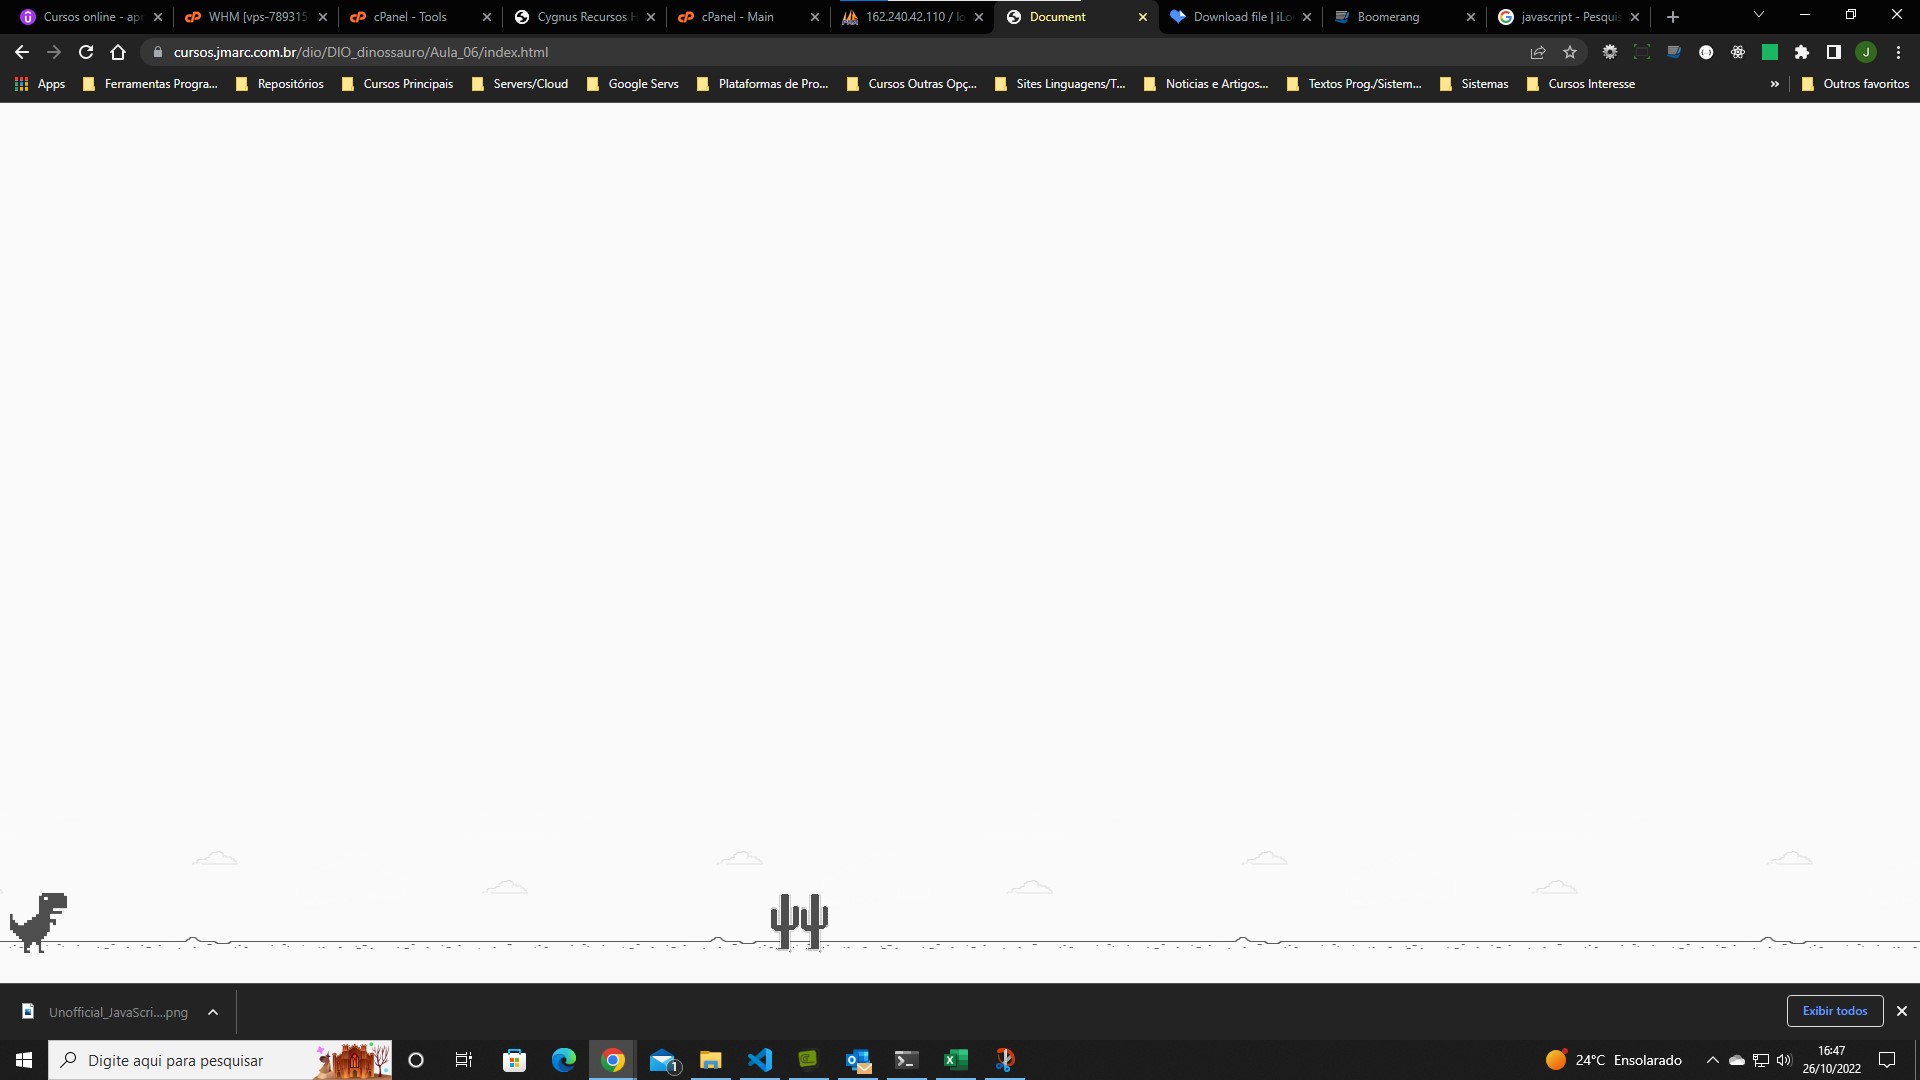 Cursos online - apr
WHM [vps-789315
cPanel - Tools
Cygnus Recursos H
cPanel - Main
162.240.42.110 / lo
Document
Download file | iLo
Boomerang
javascript - Pesquis
cursos.jmarc.com.br/dio/DIO_dinossauro/Aula_06/index.html
J
Apps
Ferramentas Progra...
Repositórios
Cursos Principais
Servers/Cloud
Google Servs
Plataformas de Pro...
Cursos Outras Opç...
Sites Linguagens/T...
Noticias e Artigos...
Textos Prog./Sistem...
Sistemas
Cursos Interesse
»
Outros favoritos
Unofficial_JavaScri....png
Exibir todos
Digite aqui para pesquisar
1
24°C Ensolarado
16:47
26/10/2022